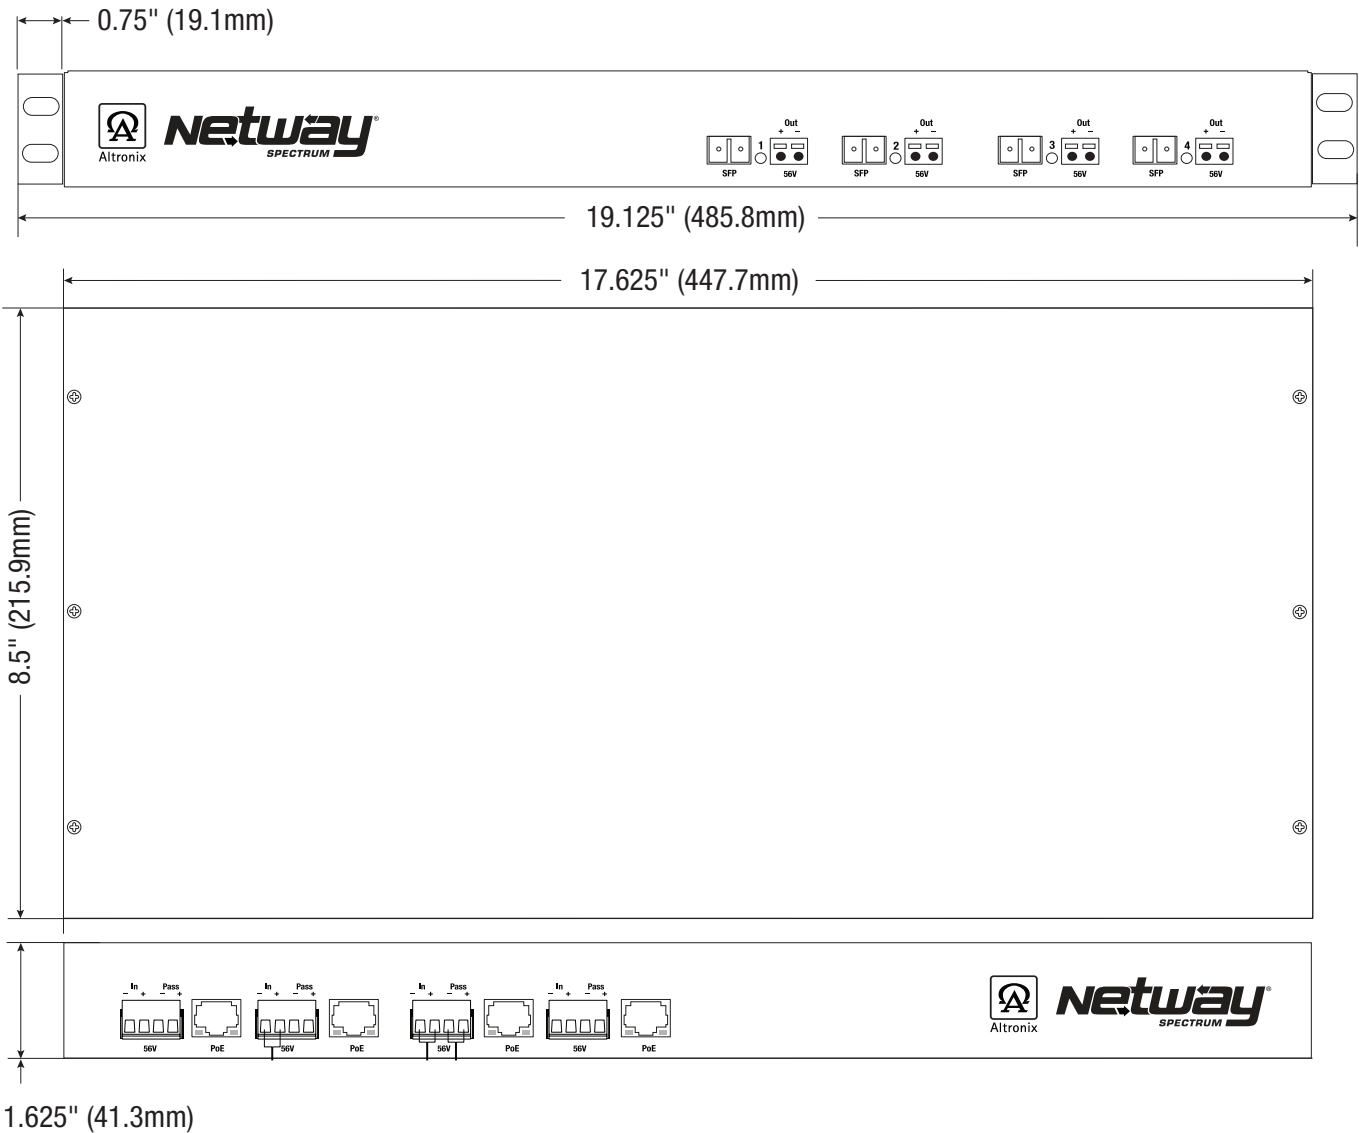 0.75" (19.1mm)
Altronix
Netway®
SPECTRUM
Out Out Out Out
+ − + − + − + −
1 2 3 4
SFP 56V SFP 56V SFP 56V SFP 56V
19.125" (485.8mm)
17.625" (447.7mm)
8.5" (215.9mm)
In Pass In Pass In Pass In Pass
− + − + − + − + − + − + − + − +
56V PoE 56V PoE 56V PoE 56V PoE
Altronix
Netway®
SPECTRUM
1.625" (41.3mm)